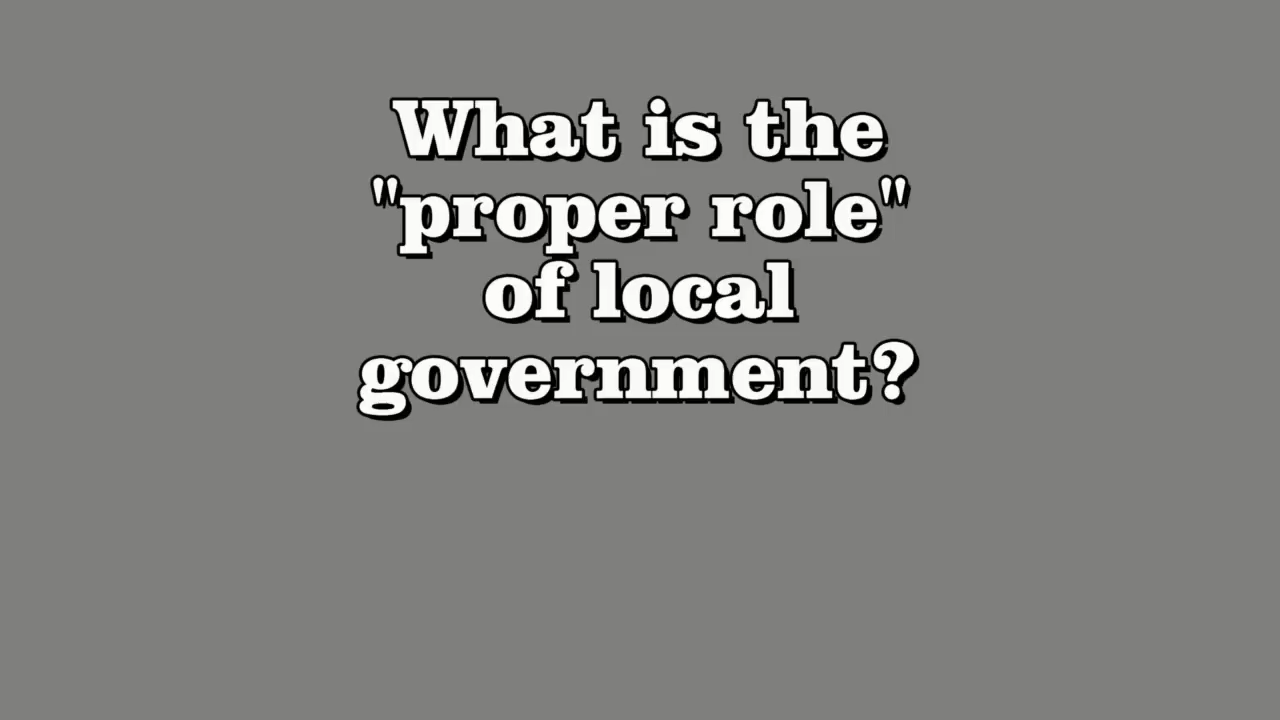 What is the
"proper role"
of local
government?